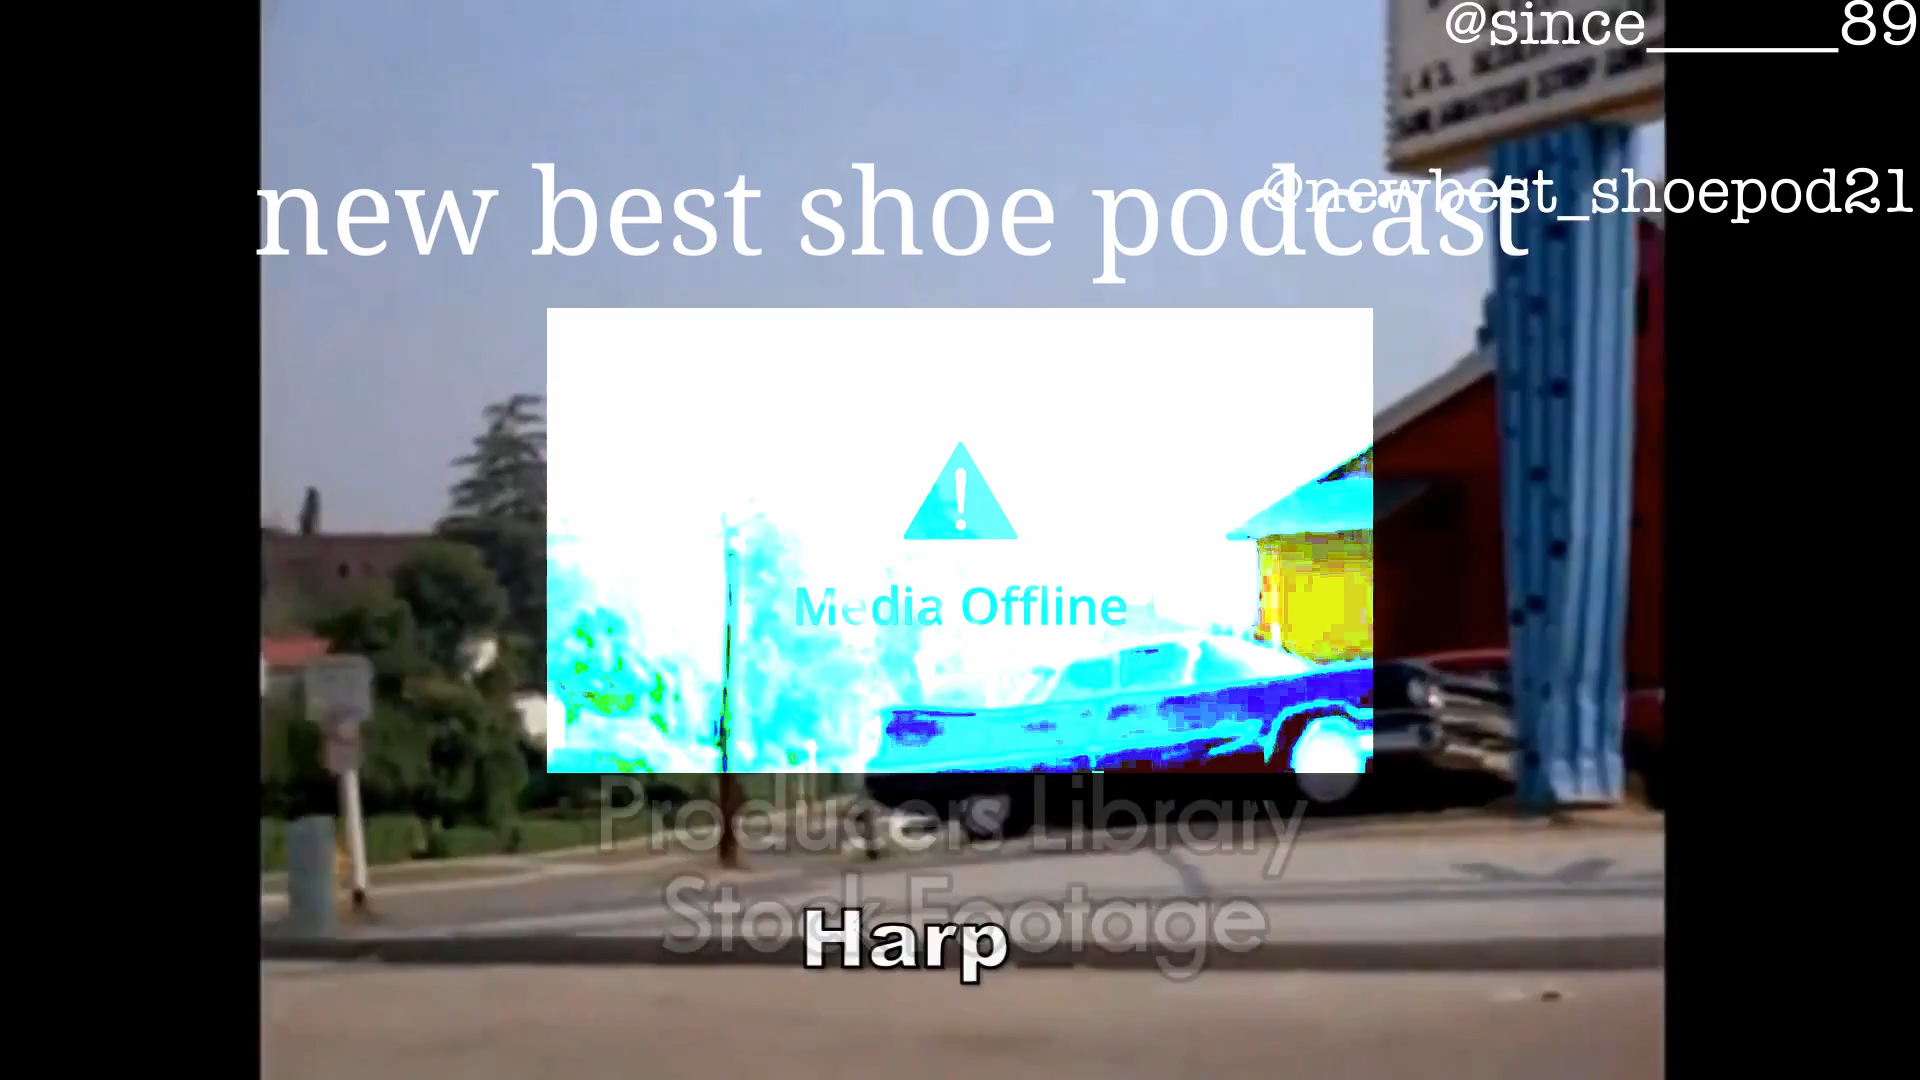 @since______89
new best shoe podcast
@newbest_shoepod21
Media Offline
Producers Library
Stock Footage
Harp